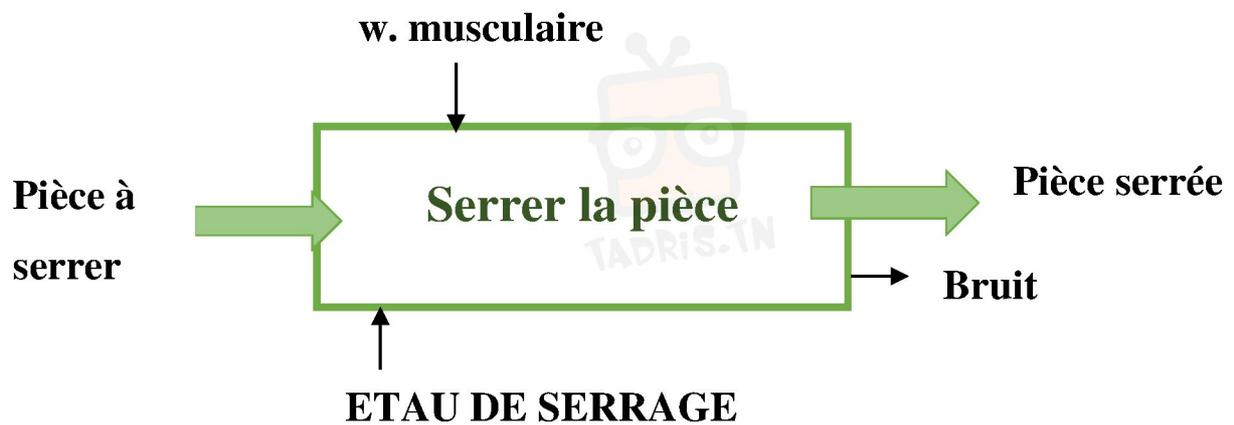 w. musculaire
Pièce à
serrer
Serrer la pièce
Pièce serrée
Bruit
TADRIS.TN
ETAU DE SERRAGE